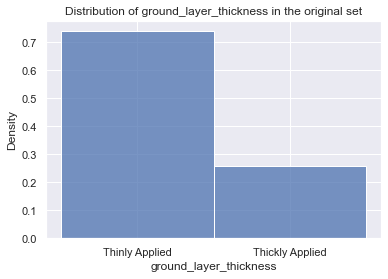 Distribution of ground_layer_thickness in the original set
0.7
0.6
0.5
0.4
0.3
0.2
0.1
0.0
Density
Thinly Applied
Thickly Applied
ground_layer_thickness